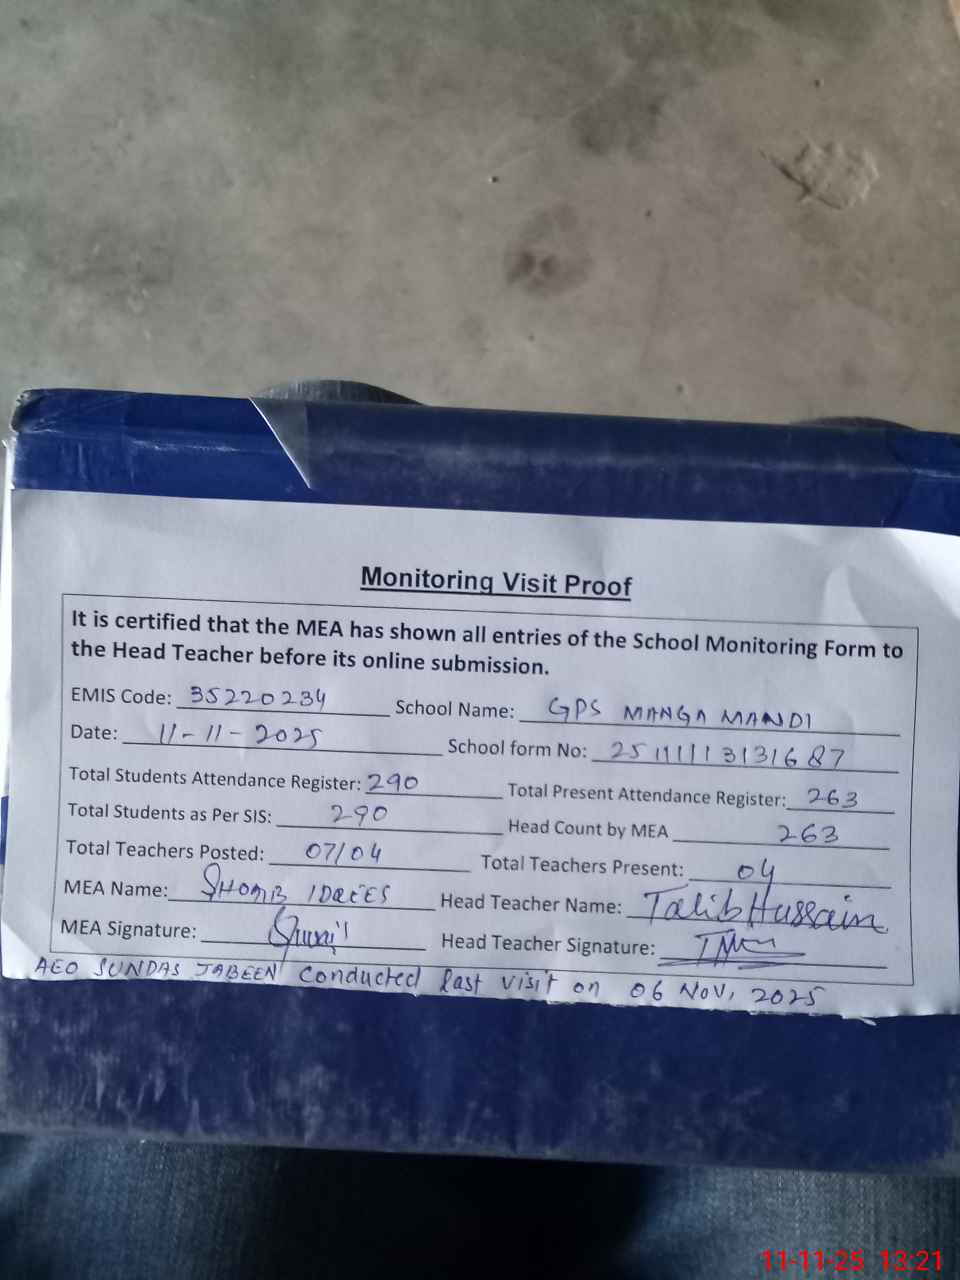 Monitoring Visit Proof
It is certified that the MEA has shown all entries of the School Monitoring Form to
the Head Teacher before its online submission.
EMIS Code: 35220234 School Name: GPS MANGA MANDI
Date: 11-11-2025 School form No: 25111113131687
Total Students Attendance Register: 290 Total Present Attendance Register: 263
Total Students as Per SIS: 290 Head Count by MEA 263
Total Teachers Posted: 07/04 Total Teachers Present: 04
MEA Name: IDREES Head Teacher Name: Talib Hussain
MEA Signature: Head Teacher Signature:
AEO SUNDAS JABEEN conducted last visit on 06 NOV, 2025
11-11-25 13:21